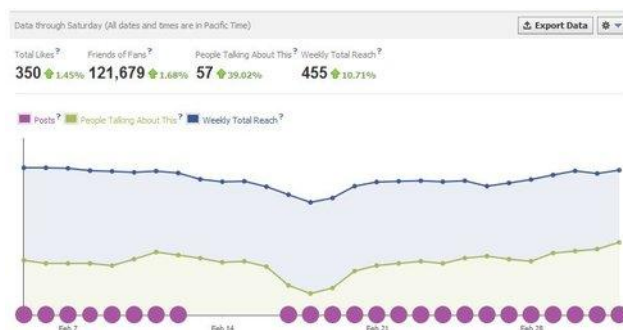 Data through Saturday (All dates and times are in Pacific Time)
Export Data
Total Likes?
Friends of Fans?
People Talking About This?
Weekly Total Reach?
350 1.45%
121,679 1.68%
57 39.02%
455 10.71%
Posts? People Talking About This? Weekly Total Reach?
Feb 7
Feb 14
Feb 21
Feb 28